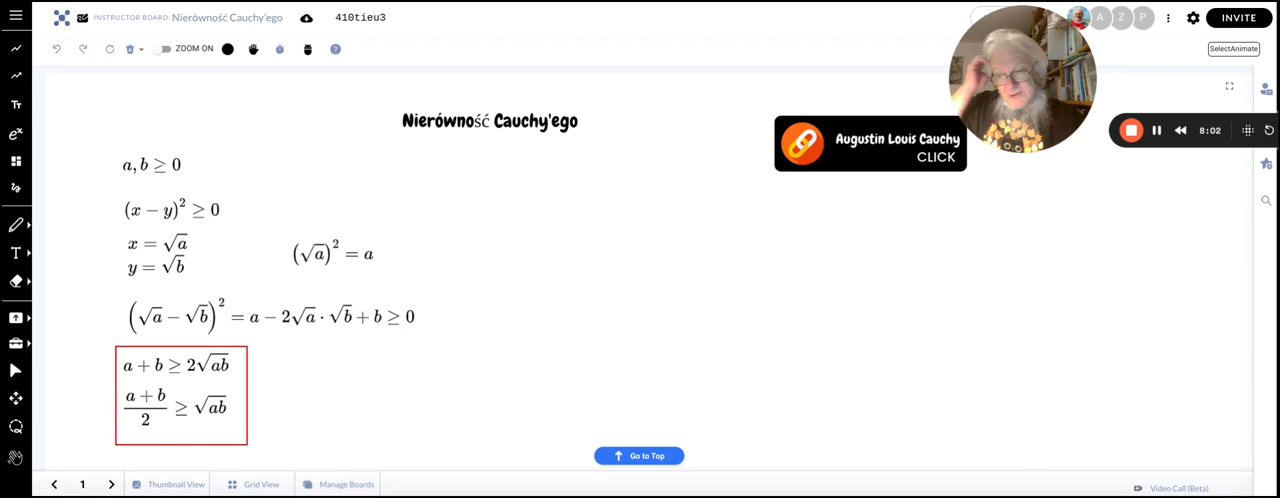 INSTRUCTOR BOARD: Nierówność Cauchy'ego
410tieu3
A Z P
INVITE
ZOOM ON
SelectAnimate
Nierówność Cauchy'ego
Augustin Louis Cauchy
CLICK
8:02
a, b ≥ 0
(x − y)² ≥ 0
x = √a
y = √b
(√a)² = a
(√a − √b)² = a − 2√a · √b + b ≥ 0
a + b ≥ 2√ab
(a + b)/2 ≥ √ab
Go to Top
1
Thumbnail View
Grid View
Manage Boards
Video Call (Beta)